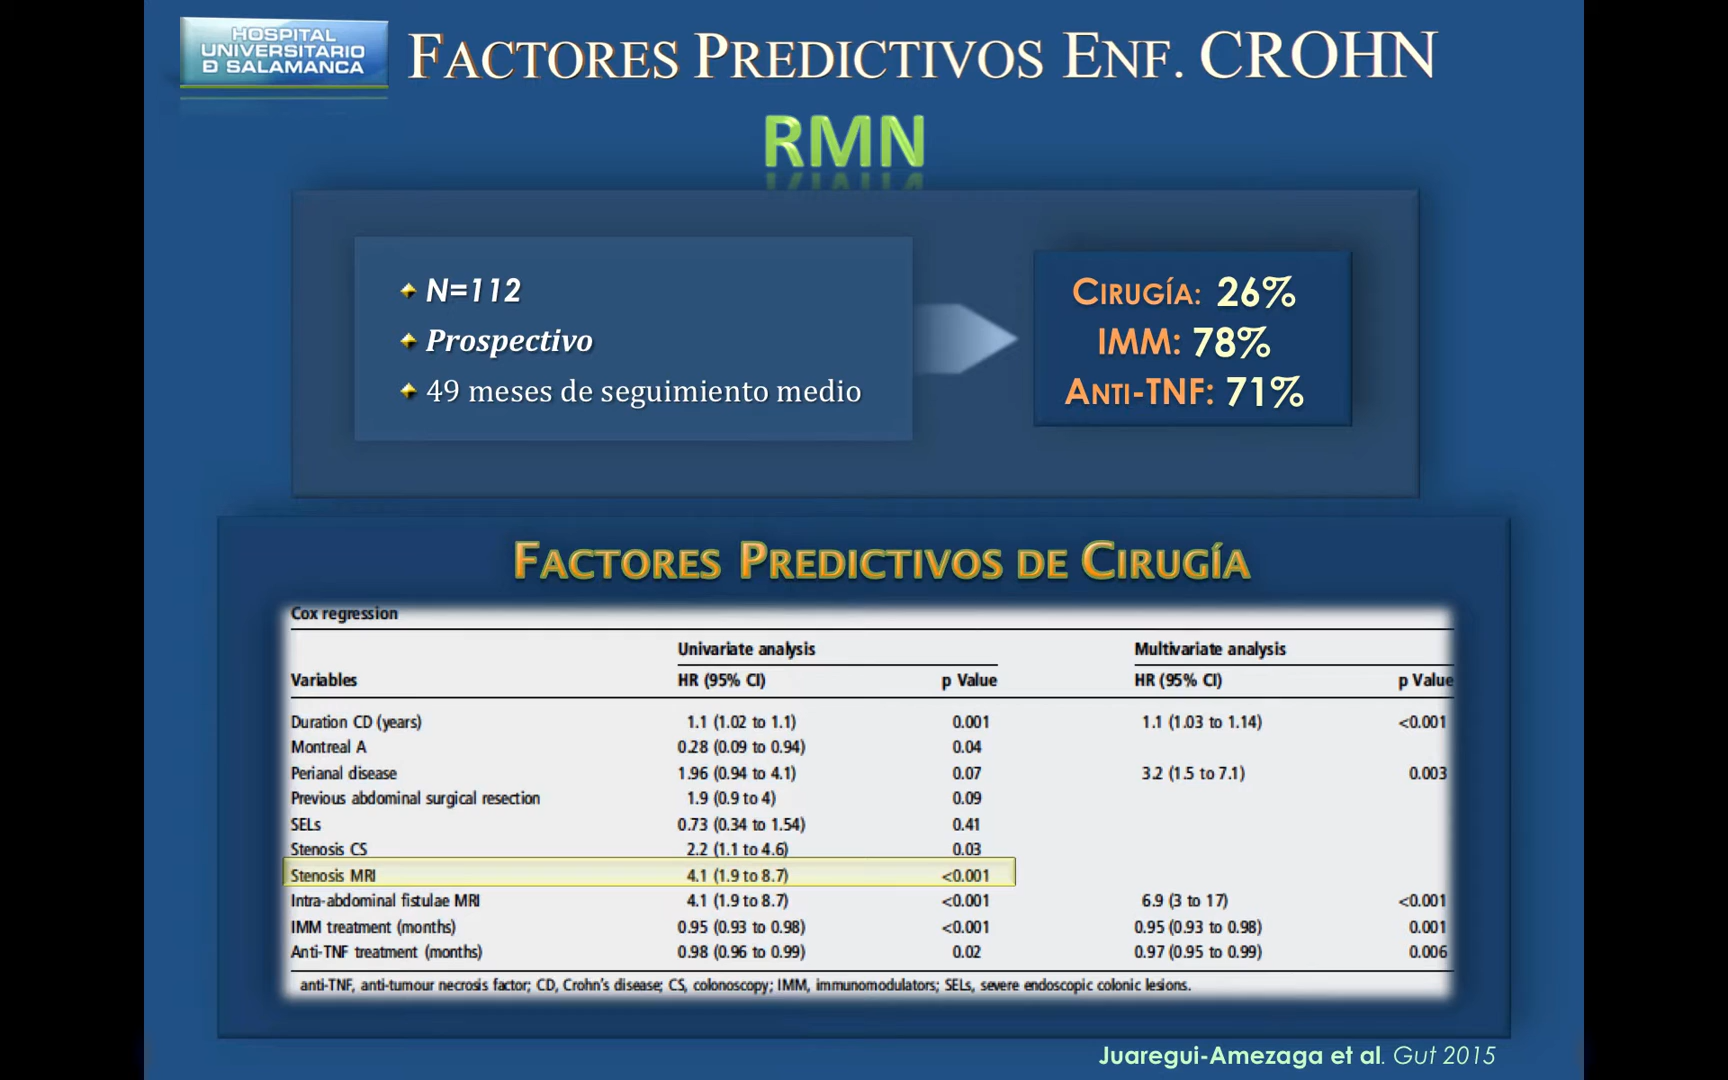 HOSPITAL
UNIVERSITARIO
Ð SALAMANCA
FACTORES PREDICTIVOS ENF. CROHN
RMN
N=112
Prospectivo
49 meses de seguimiento medio
CIRUGÍA: 26%
IMM: 78%
ANTI-TNF: 71%
FACTORES PREDICTIVOS DE CIRUGÍA
Cox regression
Univariate analysis Multivariate analysis
Variables HR (95% CI) p Value HR (95% CI) p Value
Duration CD (years) 1.1 (1.02 to 1.1) 0.001 1.1 (1.03 to 1.14) <0.001
Montreal A 0.28 (0.09 to 0.94) 0.04
Perianal disease 1.96 (0.94 to 4.1) 0.07 3.2 (1.5 to 7.1) 0.003
Previous abdominal surgical resection 1.9 (0.9 to 4) 0.09
SELs 0.73 (0.34 to 1.54) 0.41
Stenosis CS 2.2 (1.1 to 4.6) 0.03
Stenosis MRI 4.1 (1.9 to 8.7) <0.001
Intra-abdominal fistulae MRI 4.1 (1.9 to 8.7) <0.001 6.9 (3 to 17) <0.001
IMM treatment (months) 0.95 (0.93 to 0.98) <0.001 0.95 (0.93 to 0.98) 0.001
Anti-TNF treatment (months) 0.98 (0.96 to 0.99) 0.02 0.97 (0.95 to 0.99) 0.006
anti-TNF, anti-tumour necrosis factor; CD, Crohn's disease; CS, colonoscopy; IMM, immunomodulators; SELs, severe endoscopic colonic lesions.
Juaregui-Amezaga et al. Gut 2015